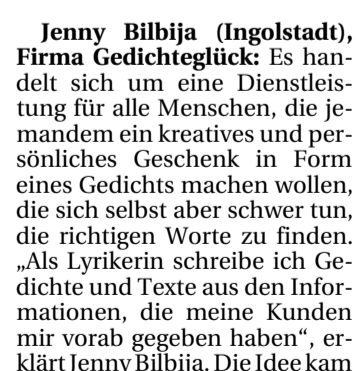 Jenny Bilbija (Ingolstadt),
Firma Gedichteglück: Es han-
delt sich um eine Dienstleis-
tung für alle Menschen, die je-
mandem ein kreatives und per-
sönliches Geschenk in Form
eines Gedichts machen wollen,
die sich selbst aber schwer tun,
die richtigen Worte zu finden.
„Als Lyrikerin schreibe ich Ge-
dichte und Texte aus den Infor-
mationen, die meine Kunden
mir vorab gegeben haben“, er-
klärt Jenny Bilbija. Die Idee kam